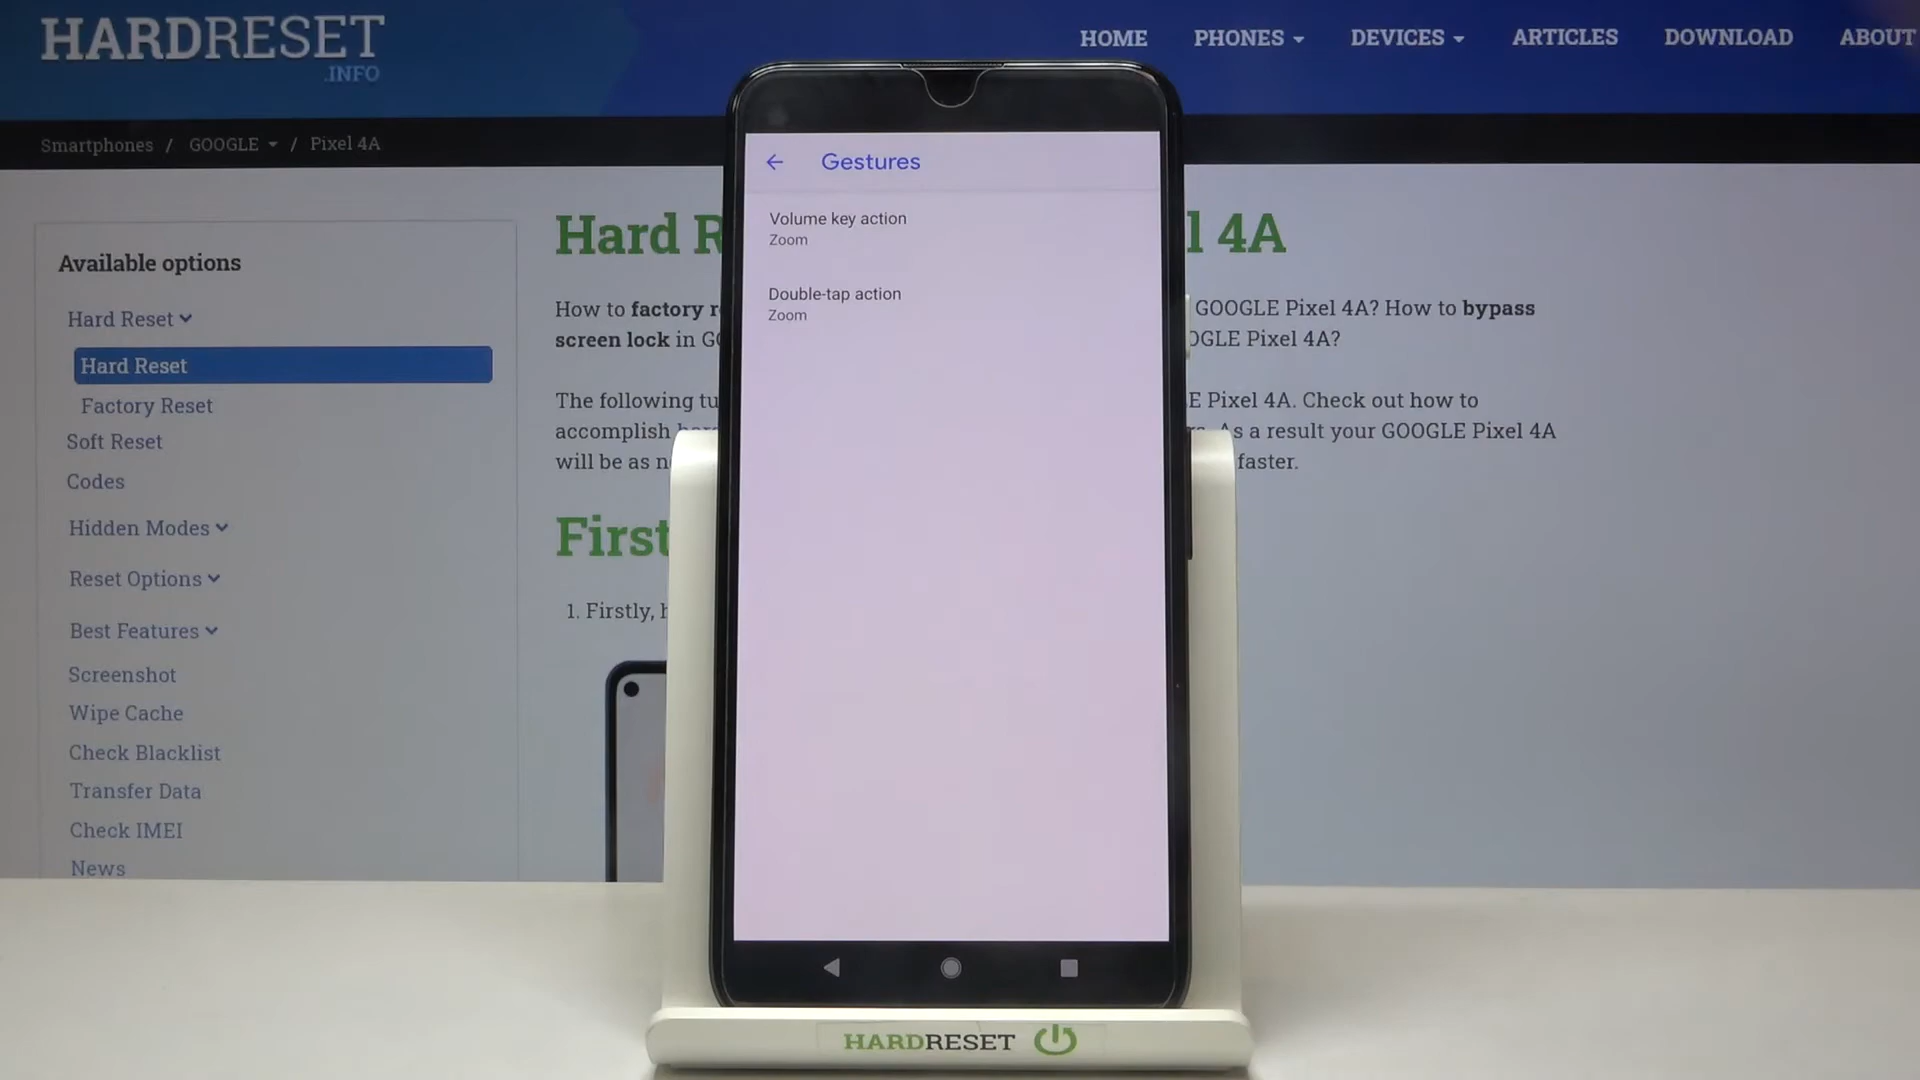 HARDRESET
.INFO
HOME PHONES DEVICES ARTICLES DOWNLOAD ABOUT
Smartphones / GOOGLE / Pixel 4A
Available options
Hard Reset
Hard Reset
Factory Reset
Soft Reset
Codes
Hidden Modes
Reset Options
Best Features
Screenshot
Wipe Cache
Check Blacklist
Transfer Data
Check IMEI
News
Hard R l 4A
How to factory r GOOGLE Pixel 4A? How to bypass
screen lock in GO OGLE Pixel 4A?
The following tu E Pixel 4A. Check out how to
accomplish As a result your GOOGLE Pixel 4A
will be as n faster.
First
1. Firstly, h
Gestures
Volume key action
Zoom
Double-tap action
Zoom
HARDRESET